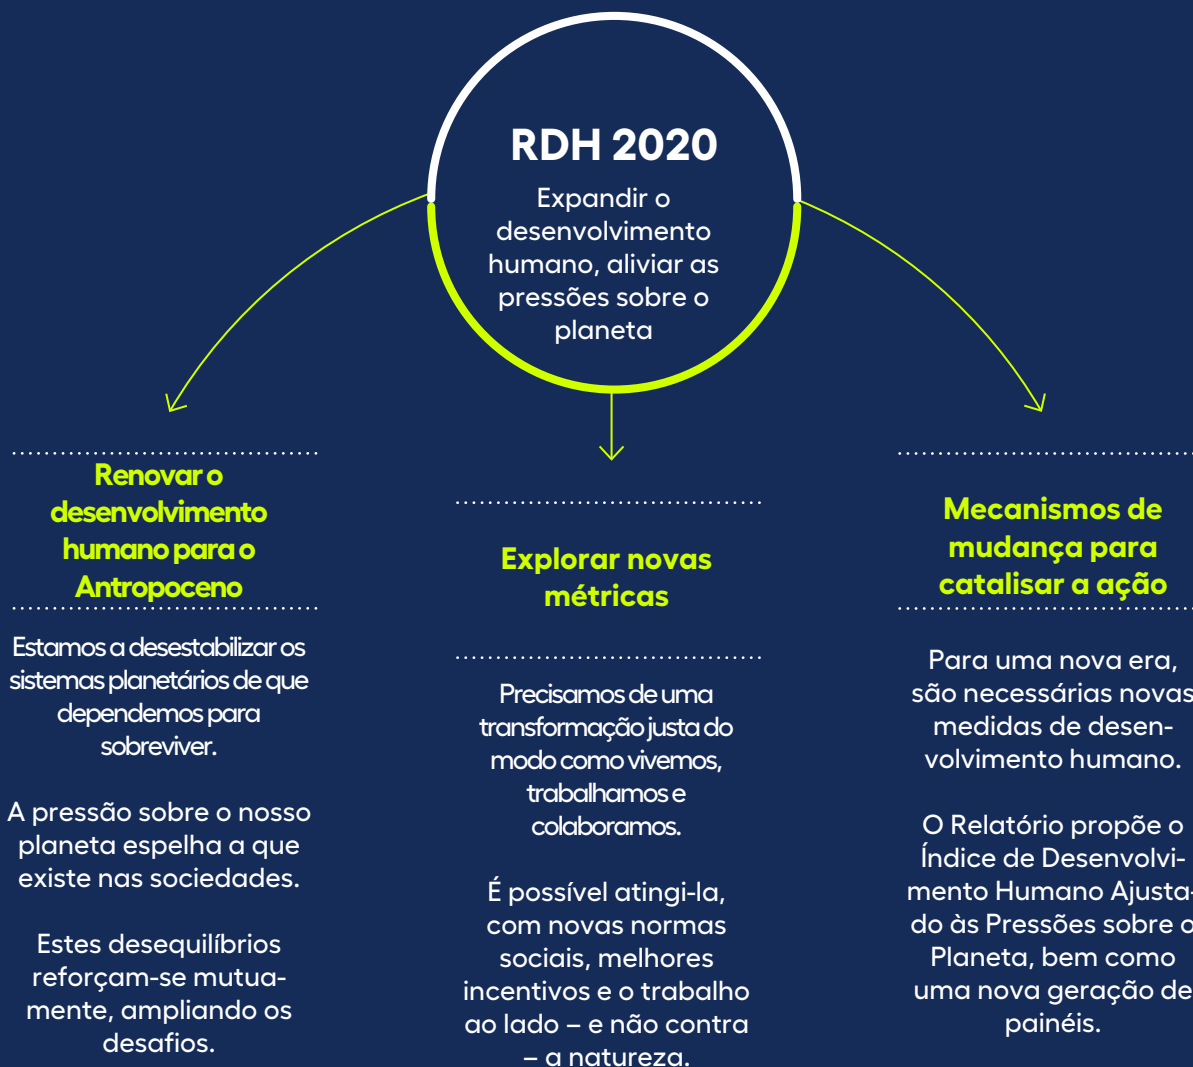 RDH 2020
Expandir o
desenvolvimento
humano, aliviar as
pressões sobre o
planeta
Renovar o
desenvolvimento
humano para o
Antropoceno
Estamos a desestabilizar os
sistemas planetários de que
dependemos para
sobreviver.
A pressão sobre o nosso
planeta espelha a que
existe nas sociedades.
Estes desequilíbrios
reforçam-se mutua-
mente, ampliando os
desafios.
Explorar novas
métricas
Precisamos de uma
transformação justa do
modo como vivemos,
trabalhamos e
colaboramos.
É possível atingi-la,
com novas normas
sociais, melhores
incentivos e o trabalho
ao lado – e não contra
– a natureza.
Mecanismos de
mudança para
catalisar a ação
Para uma nova era,
são necessárias novas
medidas de desen-
volvimento humano.
O Relatório propõe o
Índice de Desenvolvi-
mento Humano Ajusta-
do às Pressões sobre o
Planeta, bem como
uma nova geração de
painéis.